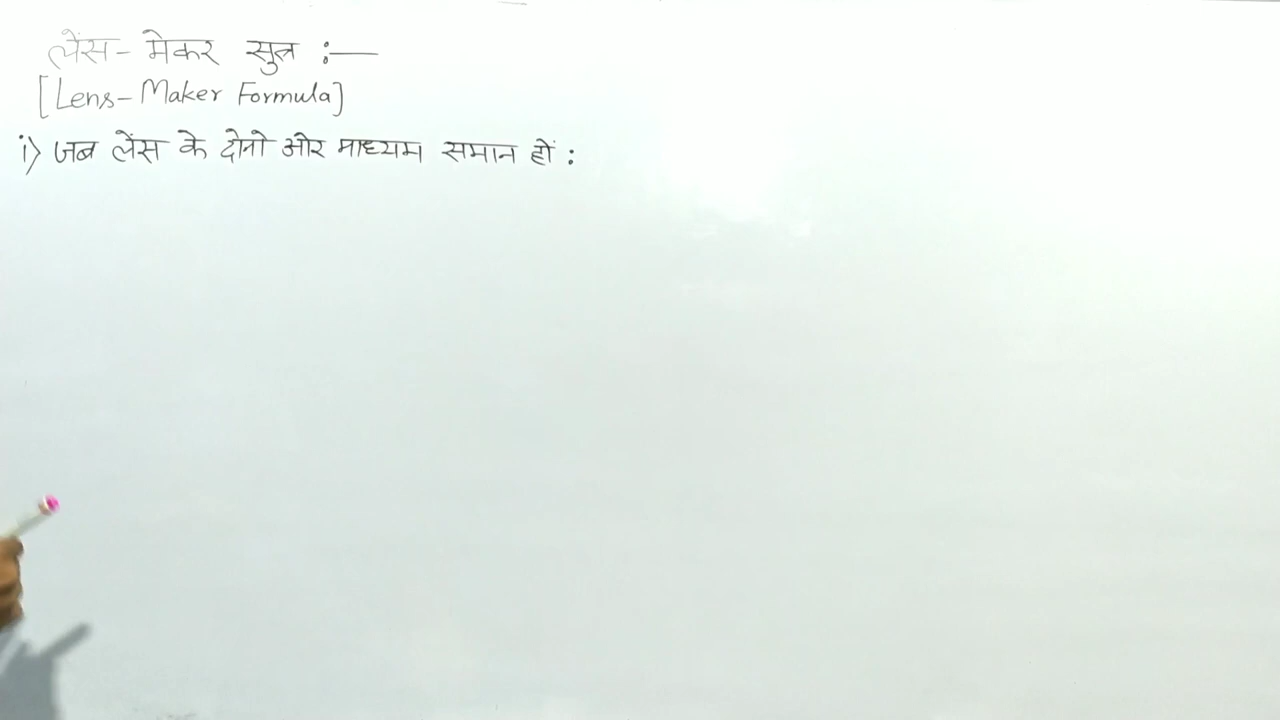 लेंस - मेकर सुत्र :—
[Lens - Maker Formula]
i) जब लेंस के दोनो ओर माध्यम समान हों :